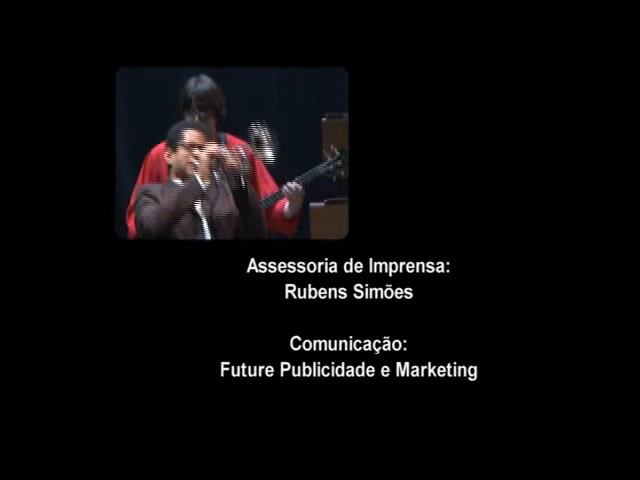 Assessoria de Imprensa:
Rubens Simões
Comunicação:
Future Publicidade e Marketing